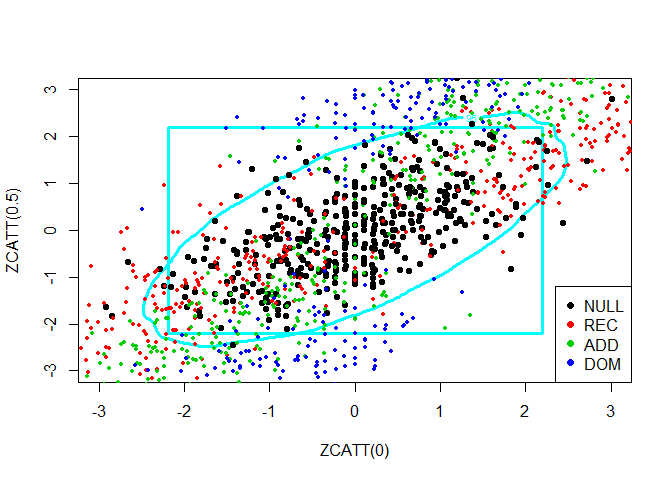 ZCATT(0.5)
3
2
1
0
-1
-2
-3
-3 -2 -1 0 1 2 3
ZCATT(0)
NULL
REC
ADD
DOM